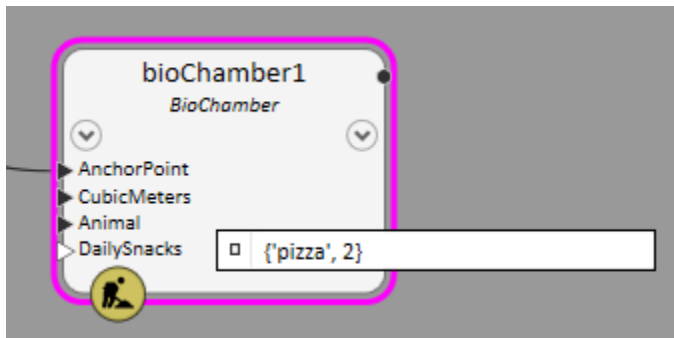 bioChamber1
BioChamber
AnchorPoint
CubicMeters
Animal
DailySnacks
{'pizza', 2}